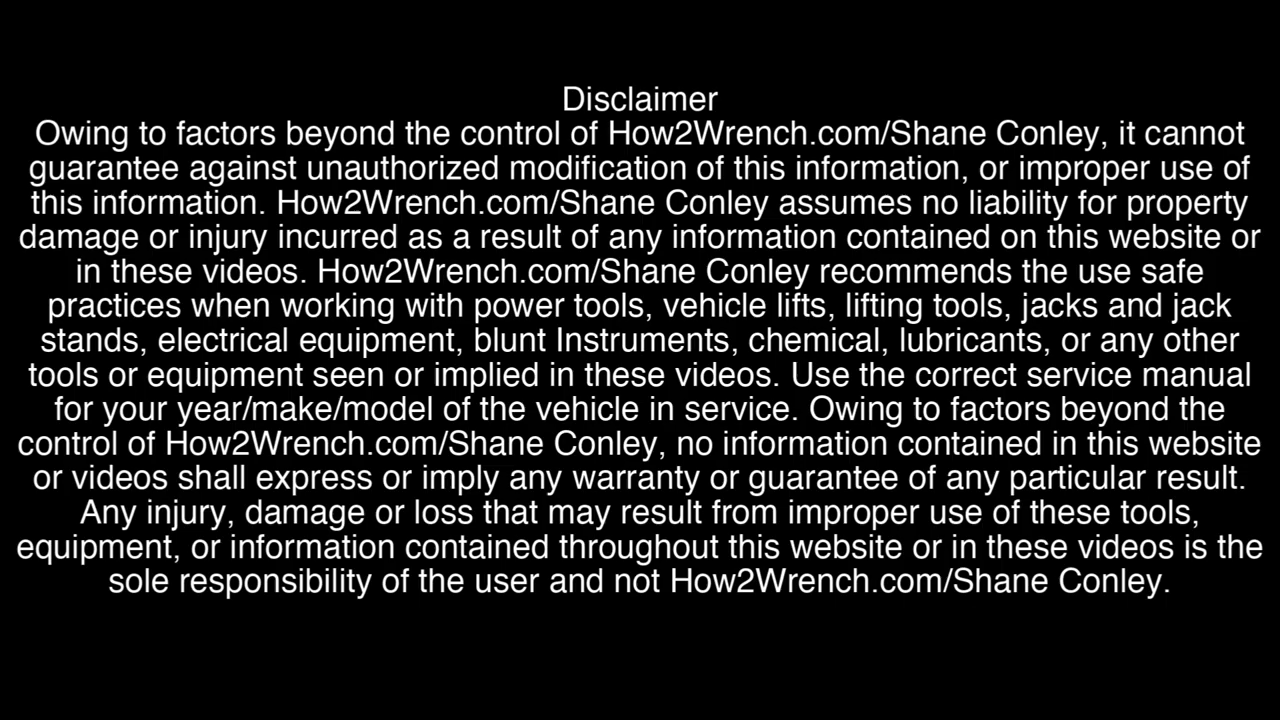 Disclaimer
Owing to factors beyond the control of How2Wrench.com/Shane Conley, it cannot
guarantee against unauthorized modification of this information, or improper use of
this information. How2Wrench.com/Shane Conley assumes no liability for property
damage or injury incurred as a result of any information contained on this website or
in these videos. How2Wrench.com/Shane Conley recommends the use safe
practices when working with power tools, vehicle lifts, lifting tools, jacks and jack
stands, electrical equipment, blunt Instruments, chemical, lubricants, or any other
tools or equipment seen or implied in these videos. Use the correct service manual
for your year/make/model of the vehicle in service. Owing to factors beyond the
control of How2Wrench.com/Shane Conley, no information contained in this website
or videos shall express or imply any warranty or guarantee of any particular result.
Any injury, damage or loss that may result from improper use of these tools,
equipment, or information contained throughout this website or in these videos is the
sole responsibility of the user and not How2Wrench.com/Shane Conley.